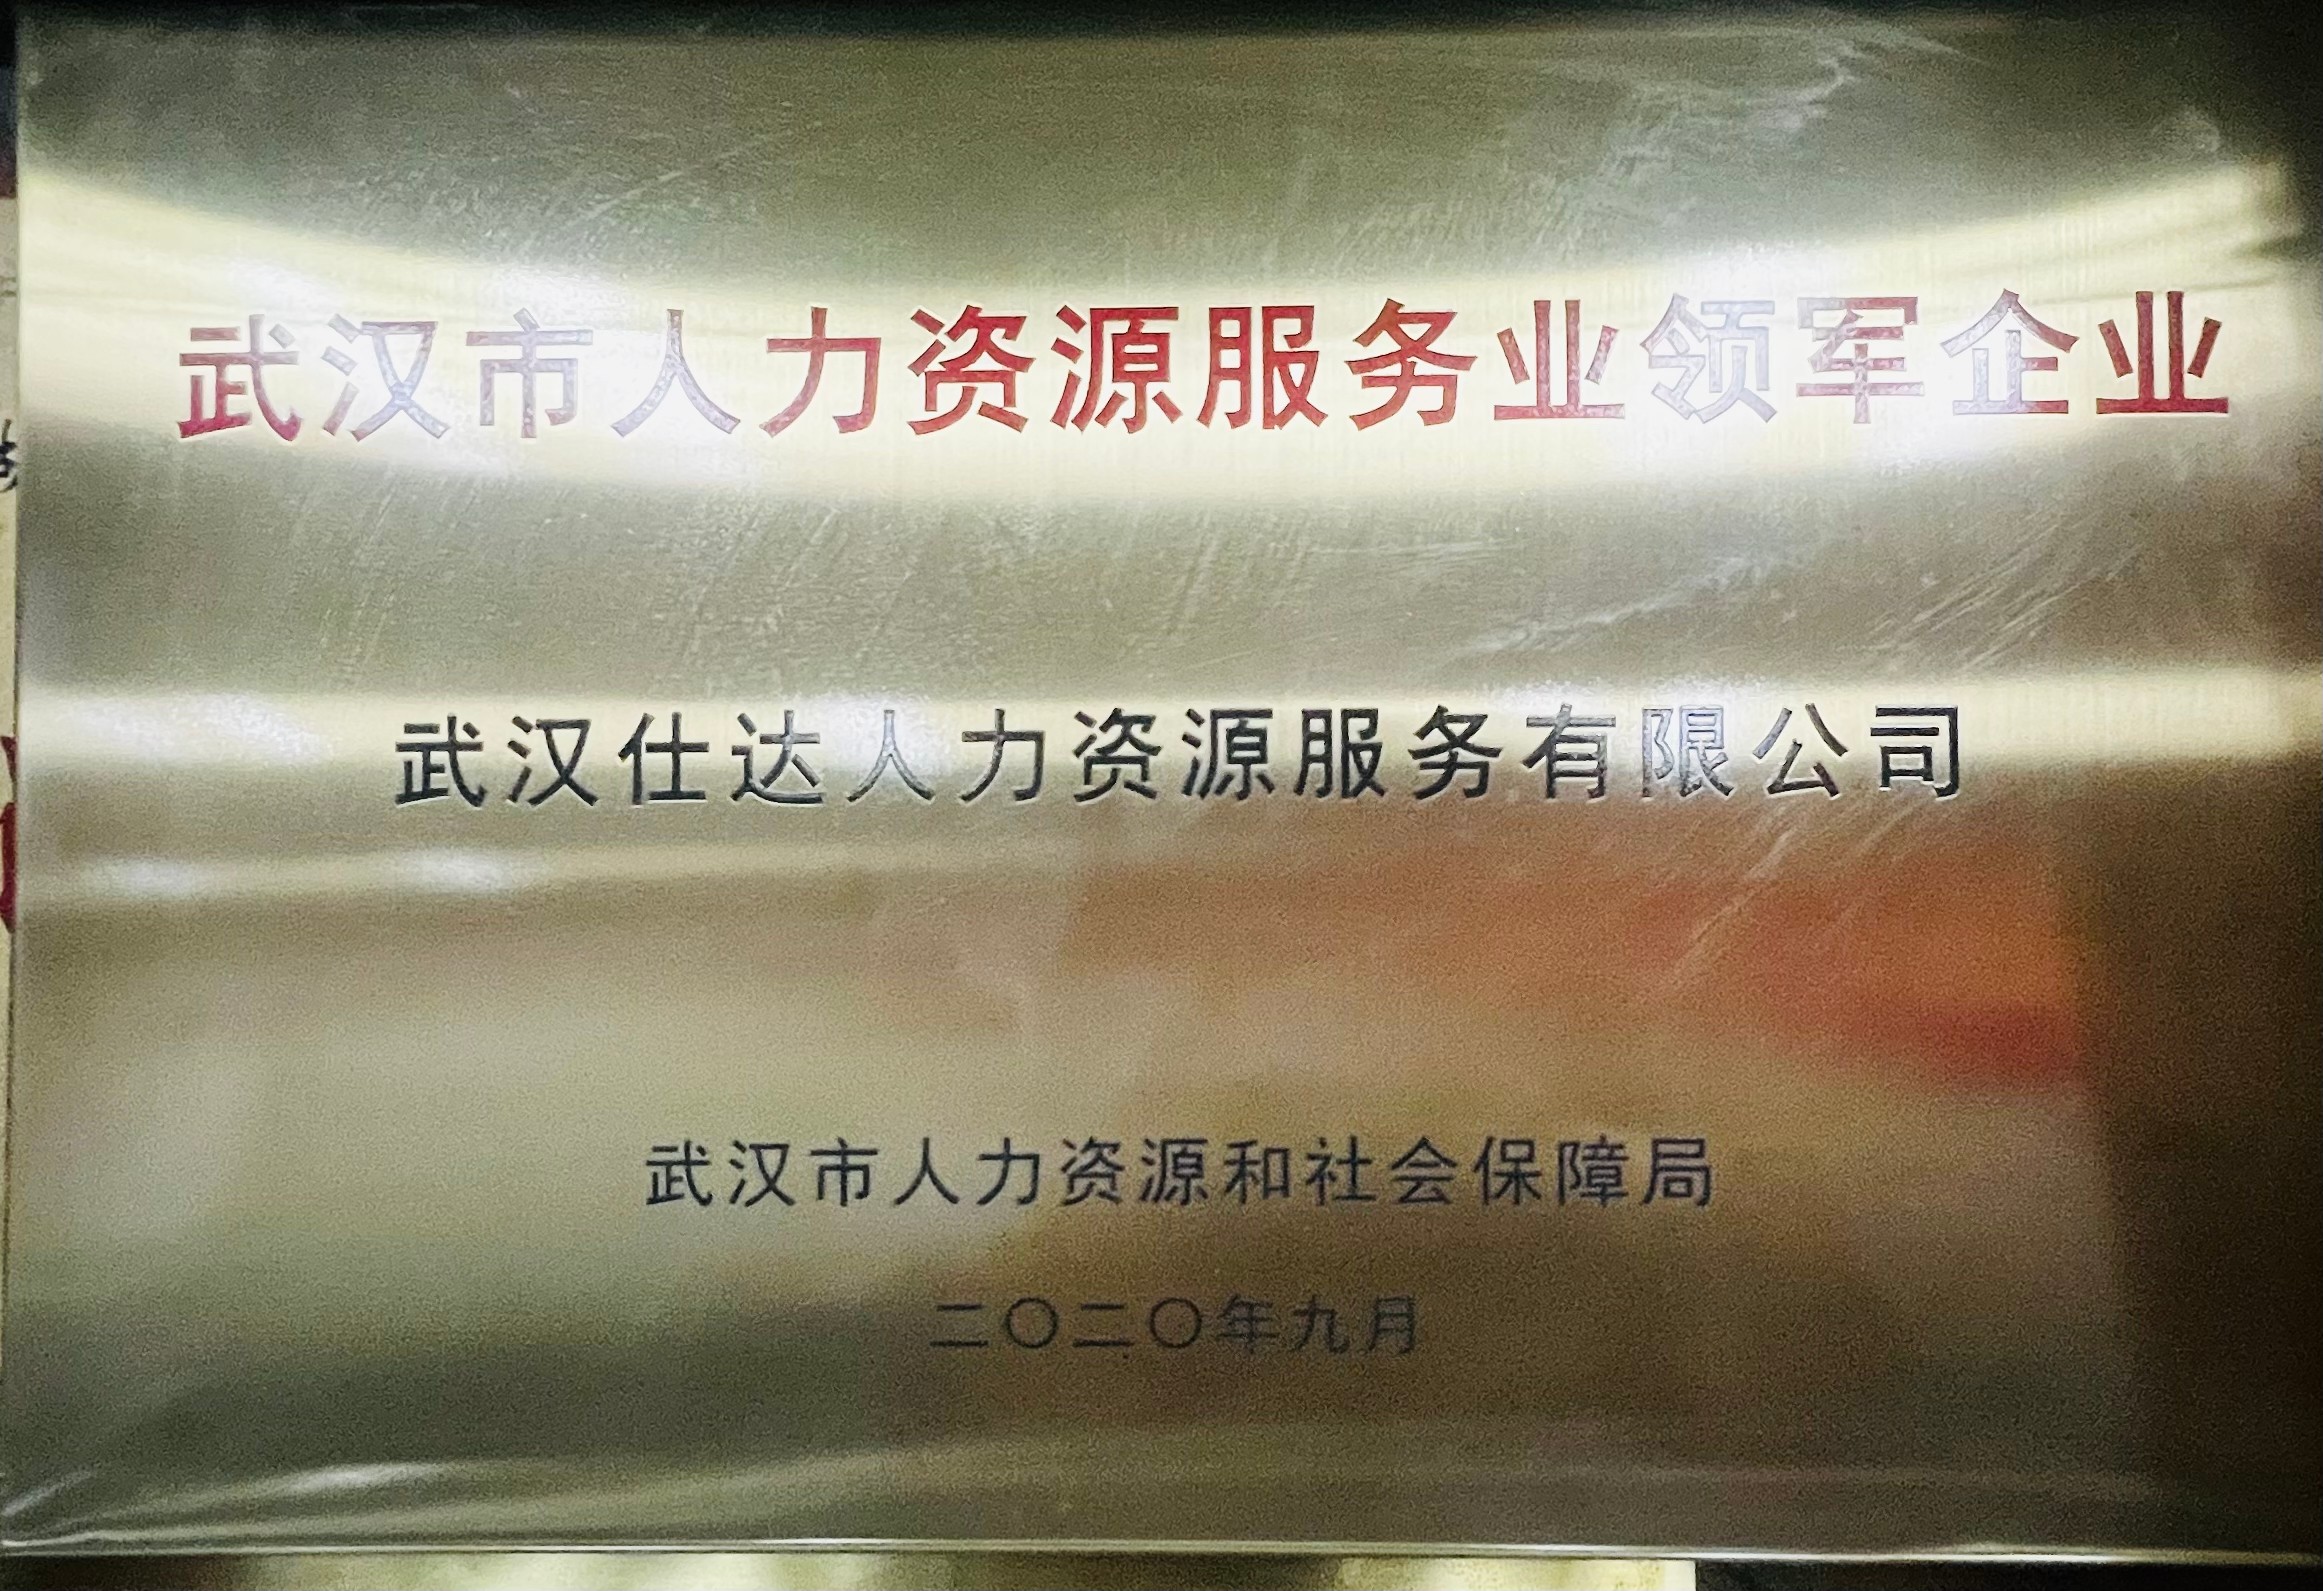 武汉市人力资源服务业领军企业
武汉仕达人力资源服务有限公司
武汉市人力资源和社会保障局
二〇二〇年九月